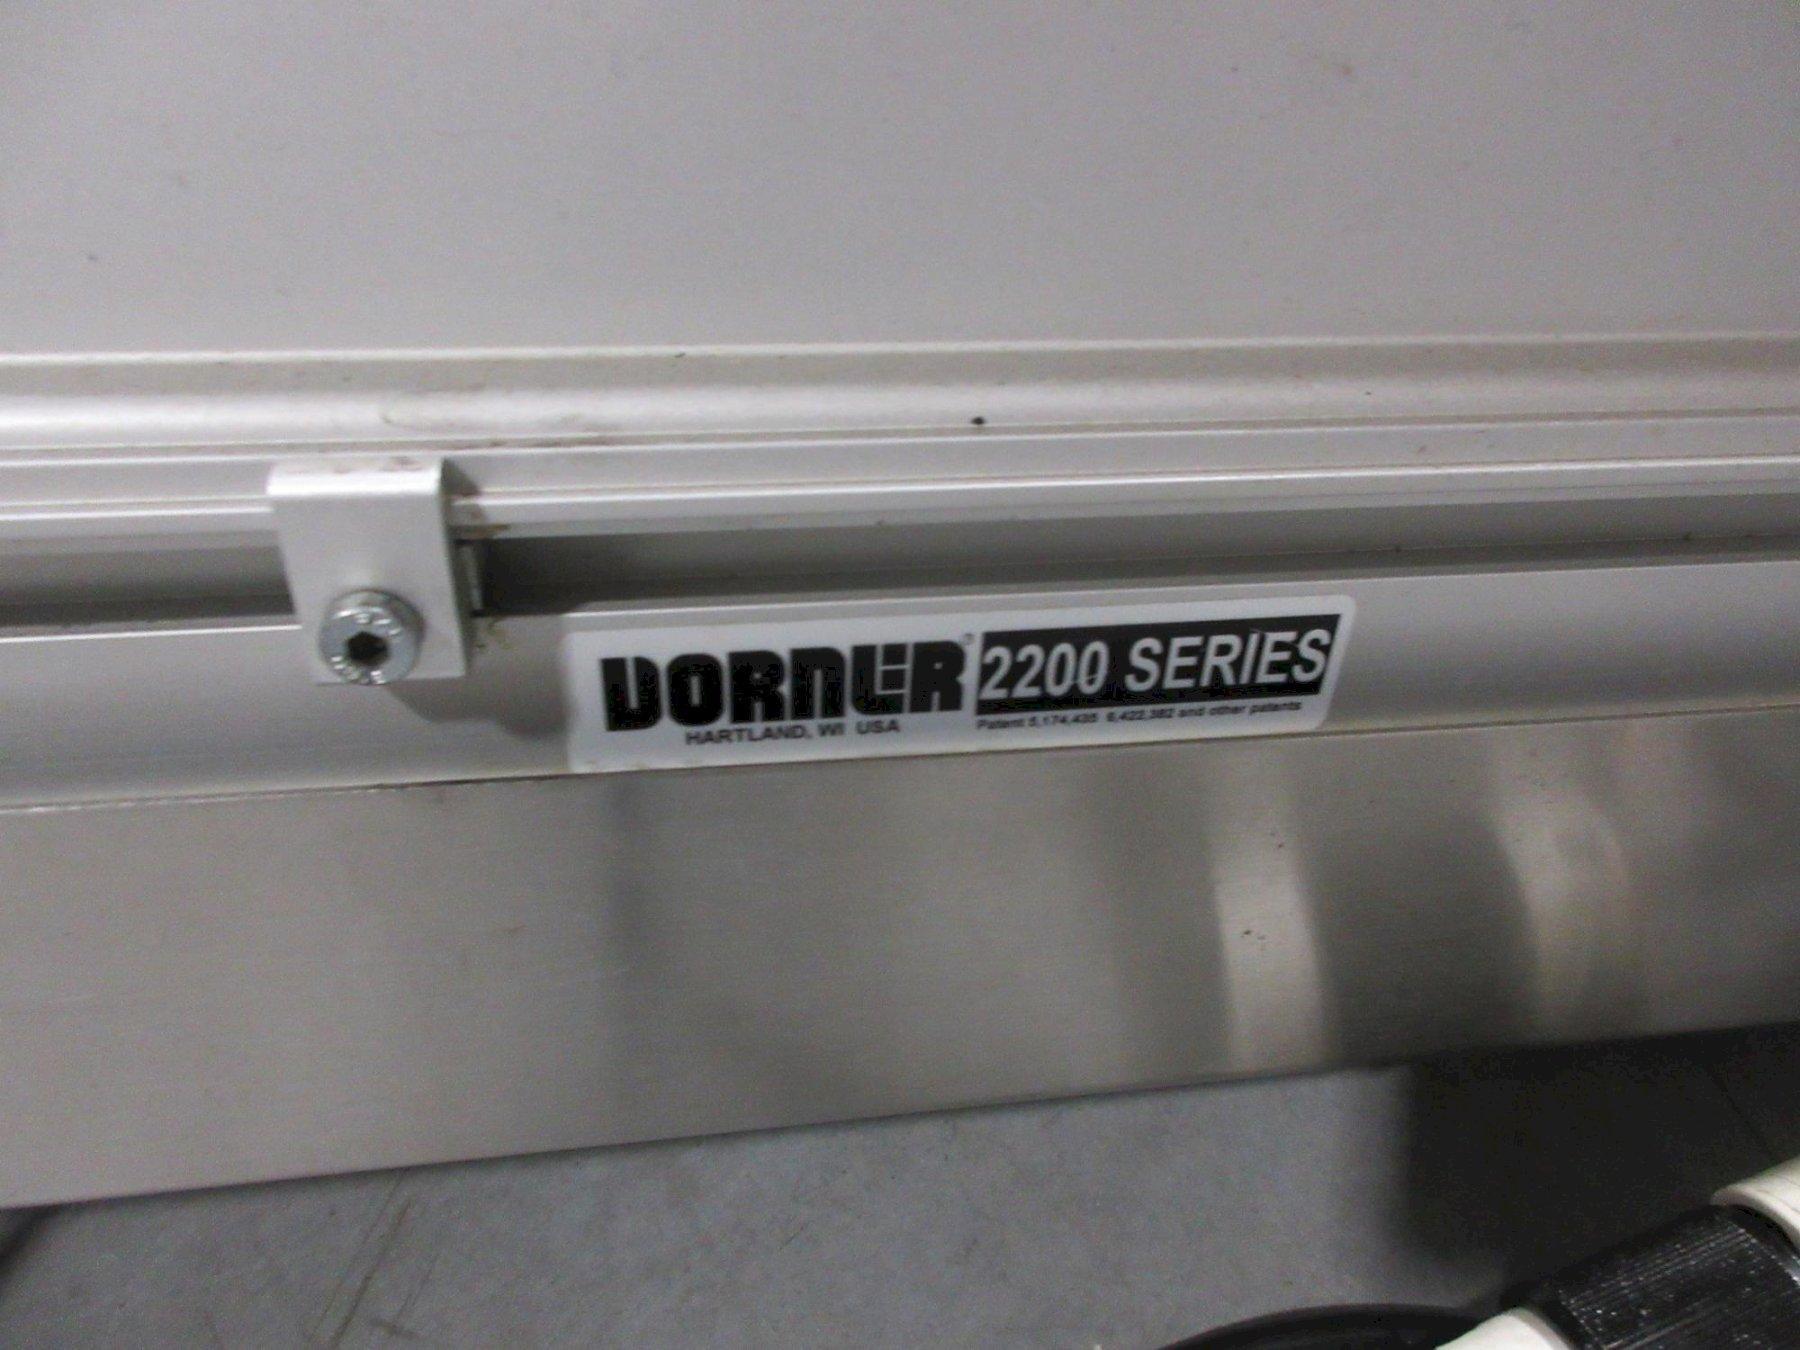 DORNER® 2200 SERIES
HARTLAND, WI USA
Patent 5,174,435 6,422,382 and other patents